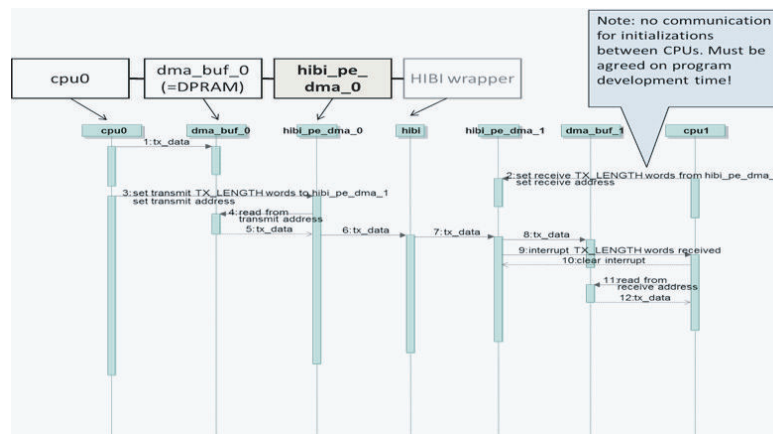 Note: no communication
for initializations
between CPUs. Must be
agreed on program
development time!
cpu0
dma_buf_0
(=DPRAM)
hibi_pe_
dma_0
HIBI wrapper
cpu0
dma_buf_0
hibi_pe_dma_0
hibi
hibi_pe_dma_1
dma_buf_1
cpu1
1:tx_data
2:set receive TX_LENGTH words from hibi_pe_dma_
set receive address
3:set transmit TX_LENGTH words to hibi_pe_dma_1
set transmit address
4:read from
transmit address
5:tx_data
6:tx_data
7:tx_data
8:tx_data
9:interrupt TX_LENGTH words received
10:clear interrupt
11:read from
receive address
12:tx_data